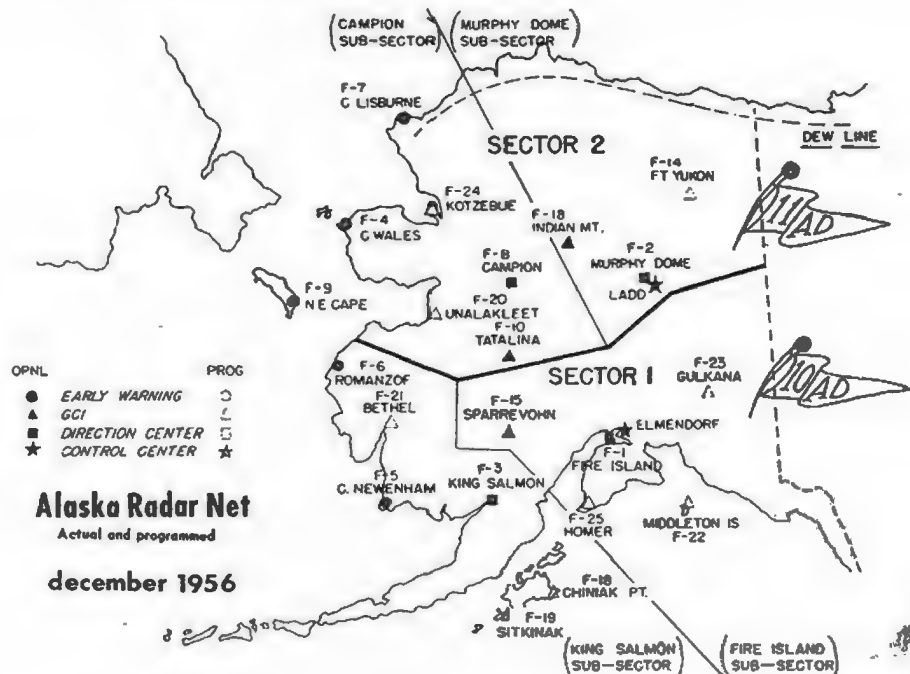 (CAMPION SUB-SECTOR)
(MURPHY DOME SUB-SECTOR)
F-7
C LISBURNE
DEW LINE
SECTOR 2
F-14
FT YUKON
F-24
KOTZEBUE
F-4
C WALES
F-18
INDIAN MT.
11 AD
F-8
CAMPION
F-2
MURPHY DOME
LADD
F-9
N E CAPE
F-20
UNALAKLEET
F-10
TATALINA
OPNL
PROG
EARLY WARNING
GCI
DIRECTION CENTER
CONTROL CENTER
F-6
ROMANZOF
SECTOR 1
F-23
GULKANA
10 AD
F-21
BETHEL
F-15
SPARREVOHN
ELMENDORF
F-1
FIRE ISLAND
F-5
C. NEWENHAM
F-3
KING SALMON
F-25
HOMER
MIDDLETON IS
F-22
Alaska Radar Net
Actual and programmed
december 1956
F-18
CHINIAK PT.
F-19
SITKINAK
(KING SALMON SUB-SECTOR)
(FIRE ISLAND SUB-SECTOR)